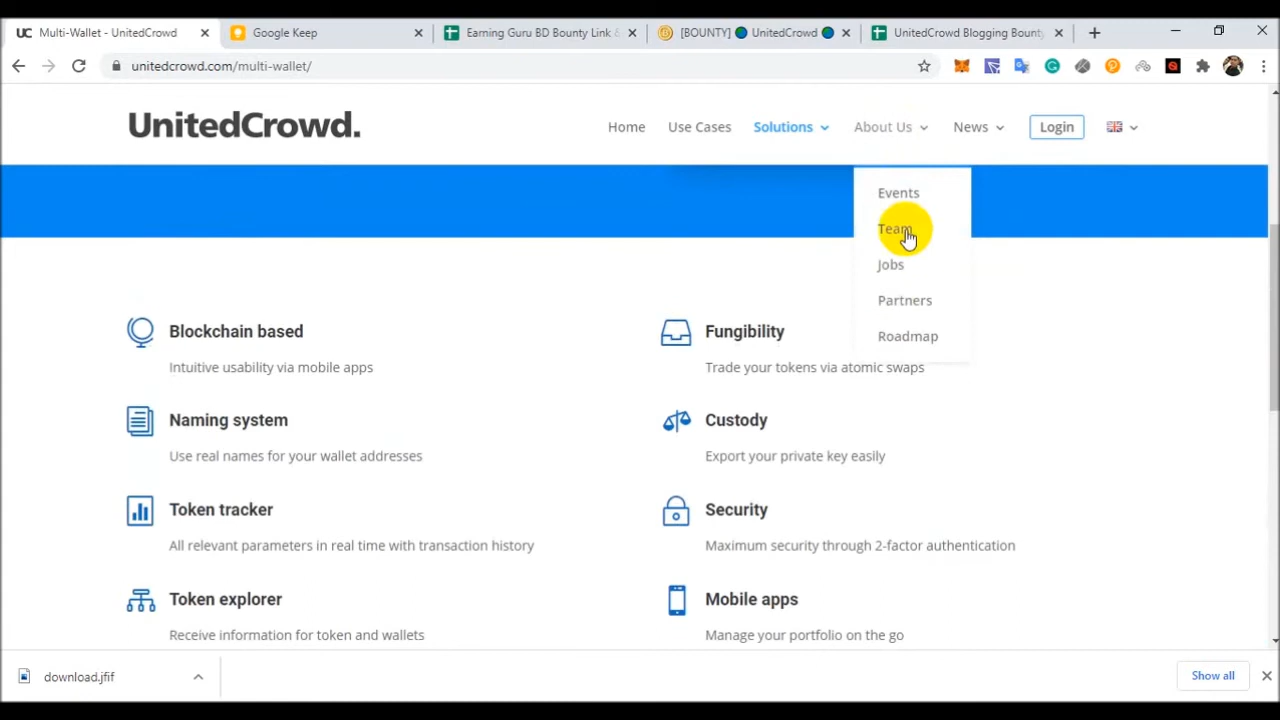 Multi-Wallet - UnitedCrowd
Google Keep
Earning Guru BD Bounty Link &
[BOUNTY] 🔵 UnitedCrowd 🔵
UnitedCrowd Blogging Bounty
unitedcrowd.com/multi-wallet/
UnitedCrowd.
Home
Use Cases
Solutions
About Us
News
Login
Events
Team
Jobs
Partners
Roadmap
Blockchain based
Intuitive usability via mobile apps
Fungibility
Trade your tokens via atomic swaps
Naming system
Use real names for your wallet addresses
Custody
Export your private key easily
Token tracker
All relevant parameters in real time with transaction history
Security
Maximum security through 2-factor authentication
Token explorer
Receive information for token and wallets
Mobile apps
Manage your portfolio on the go
download.jfif
Show all